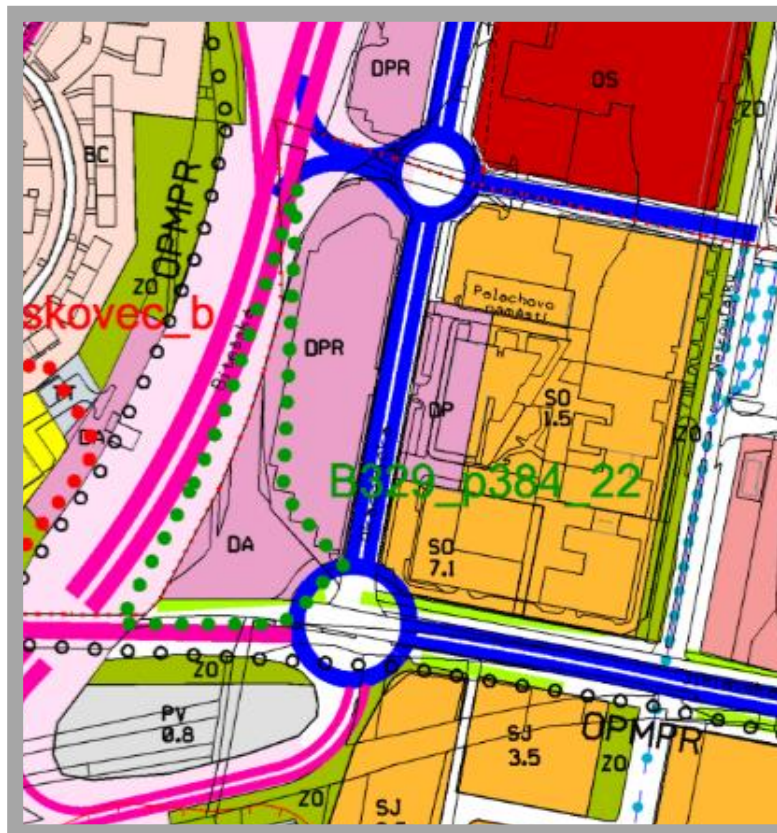 DPR
OS
ZO
BC
OPMPR
ZO
skovec_b
Palachovo
náměstí
DPR
DP
SO
1.5
ZO
DA
B329_p384_22
DA
SO
7.1
ZO
PV
0.8
OPMPR
SJ
3.5
ZO
ZO
SJ